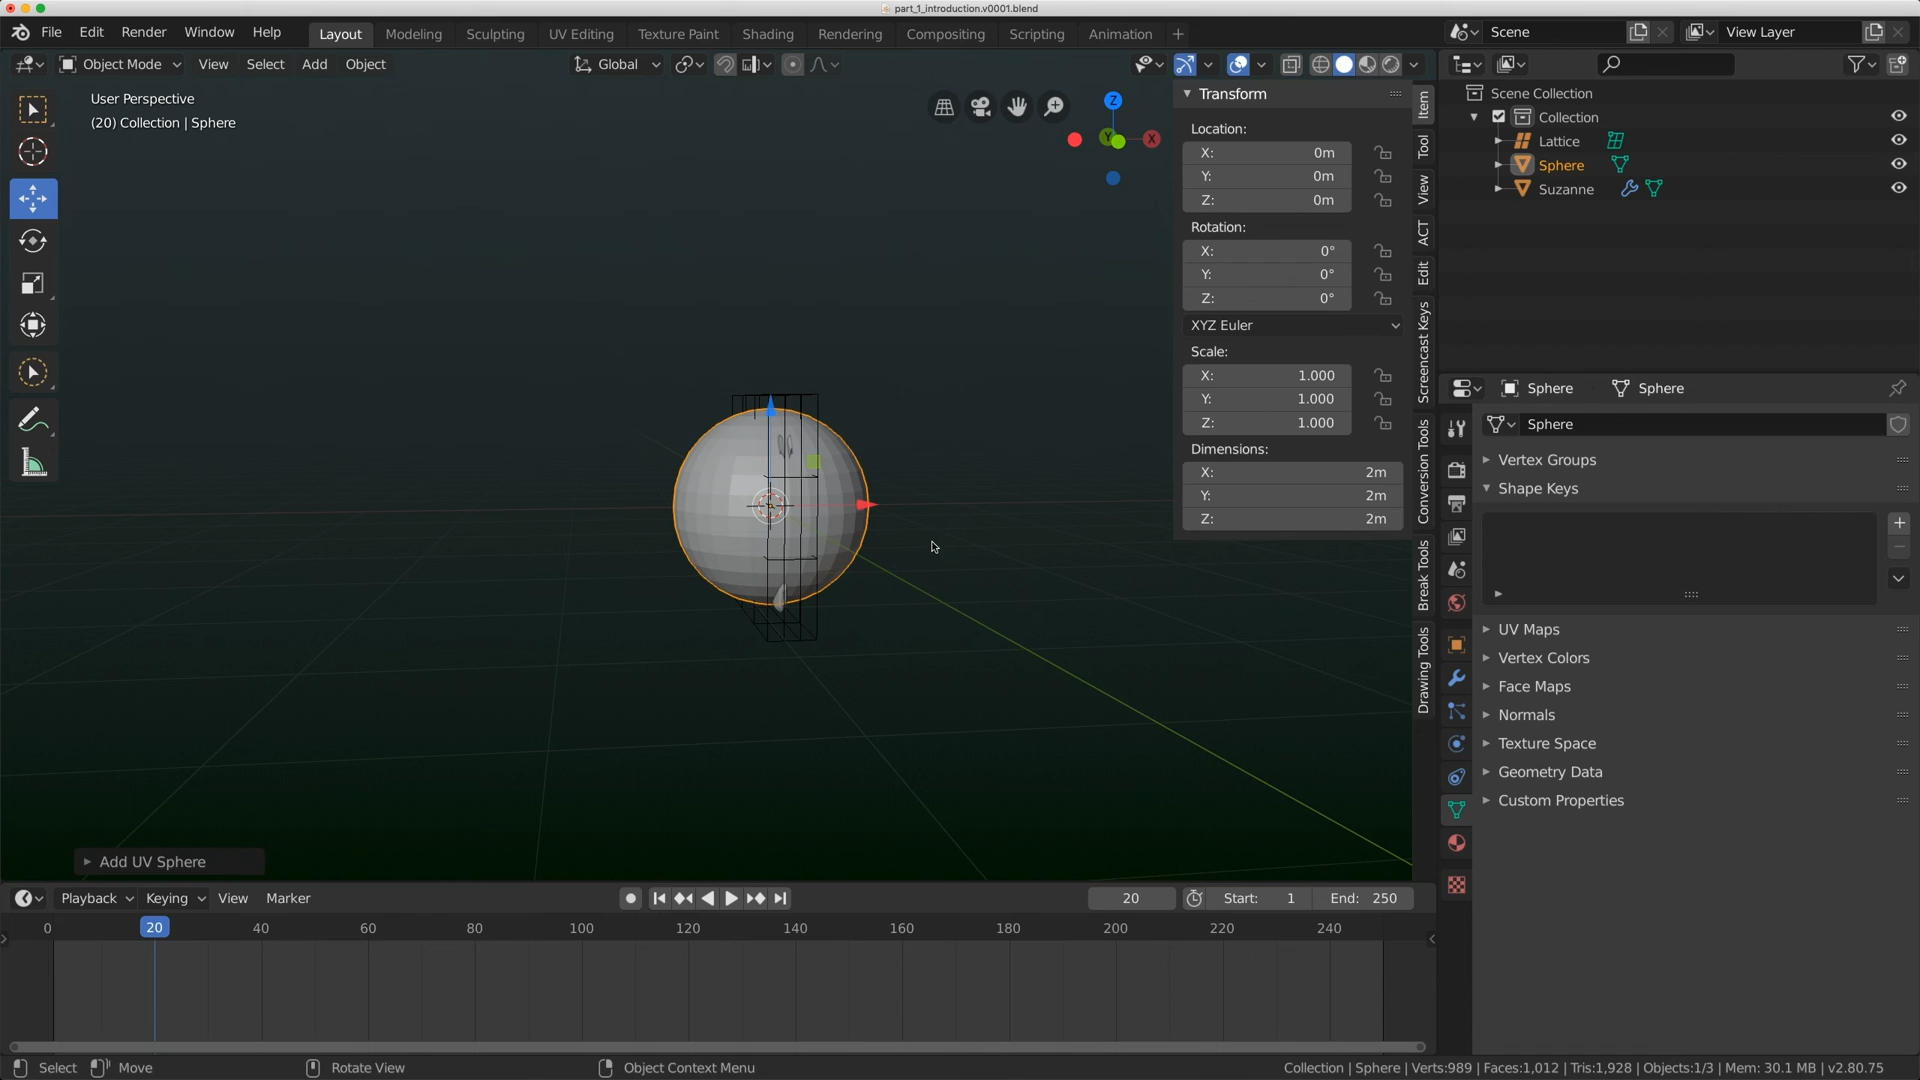 part_1_introduction.v0001.blend
File Edit Render Window Help
Layout Modeling Sculpting UV Editing Texture Paint Shading Rendering Compositing Scripting Animation +
Scene
View Layer
Object Mode View Select Add Object
Global
User Perspective
(20) Collection | Sphere
Z
Y
X
Transform
Location:
X: 0m
Y: 0m
Z: 0m
Rotation:
X: 0°
Y: 0°
Z: 0°
XYZ Euler
Scale:
X: 1.000
Y: 1.000
Z: 1.000
Dimensions:
X: 2m
Y: 2m
Z: 2m
Item
Tool
View
ACT
Edit
Screencast Keys
Conversion Tools
Break Tools
Drawing Tools
Scene Collection
Collection
Lattice
Sphere
Suzanne
Sphere Sphere
Sphere
Vertex Groups
Shape Keys
UV Maps
Vertex Colors
Face Maps
Normals
Texture Space
Geometry Data
Custom Properties
Add UV Sphere
Playback Keying View Marker
20
Start: 1
End: 250
0 20 40 60 80 100 120 140 160 180 200 220 240
Select Move Rotate View Object Context Menu
Collection | Sphere | Verts:989 | Faces:1,012 | Tris:1,928 | Objects:1/3 | Mem: 30.1 MB | v2.80.75